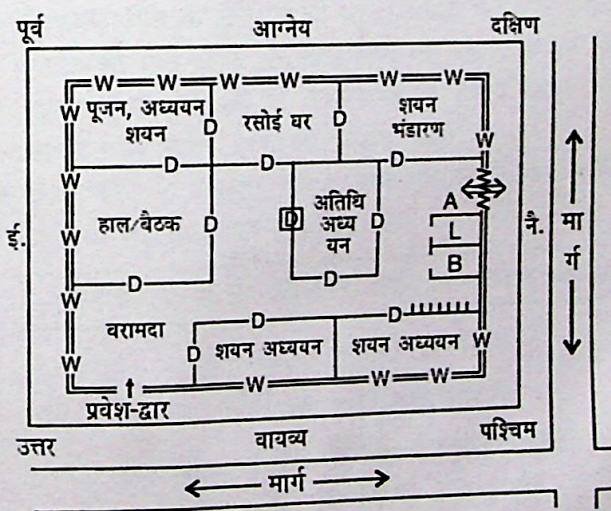 पूर्व आग्नेय दक्षिण
W W W W W W
W पूजन, अध्ययन D रसोई घर D शयन
शयन भंडारण W
W D D D
हाल/बैठक D D अतिथि D A
W अध्य L
ई. यन नै. मार्ग
D D B
W
वरामदा D D
W D शयन अध्ययन शयन अध्ययन W
W W W
प्रवेश-द्वार
उत्तर वायव्य पश्चिम
मार्ग